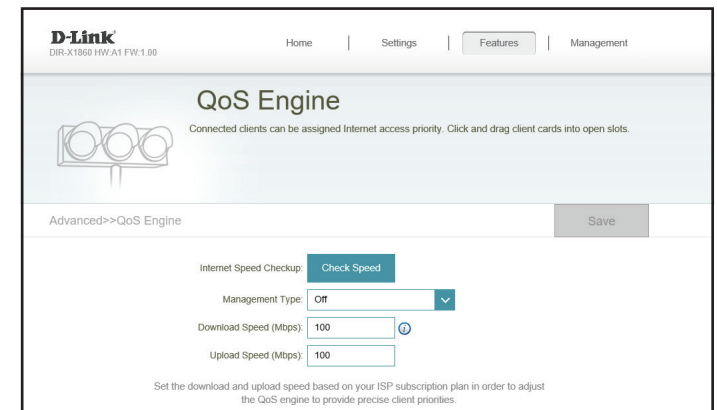 D-Link
DIR-X1860 HW:A1 FW:1.00
Home | Settings | Features | Management
QoS Engine
Connected clients can be assigned Internet access priority. Click and drag client cards into open slots.
Advanced>>QoS Engine Save
Internet Speed Checkup: Check Speed
Management Type: Off
Download Speed (Mbps): 100 i
Upload Speed (Mbps): 100
Set the download and upload speed based on your ISP subscription plan in order to adjust
the QoS engine to provide precise client priorities.